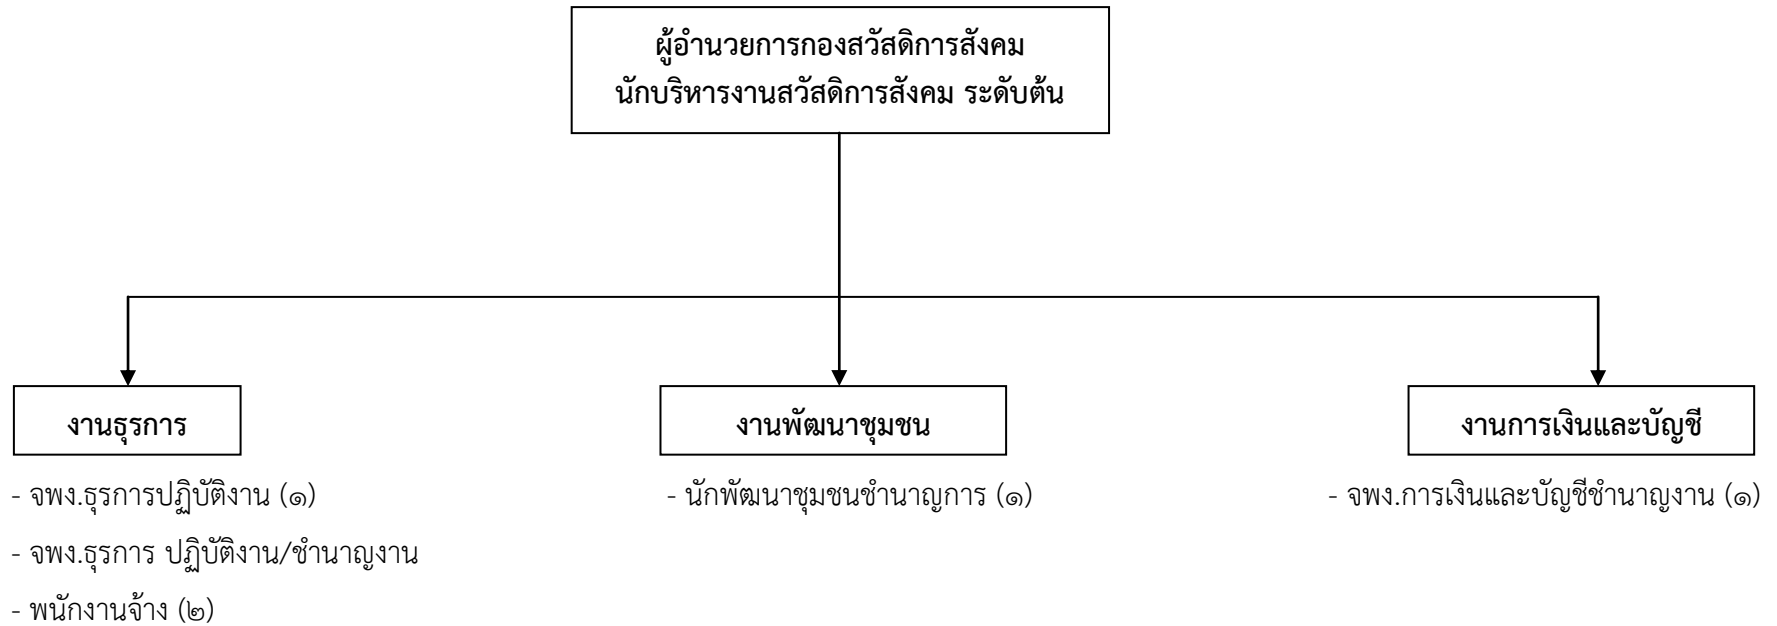 ผู้อำนวยการกองสวัสดิการสังคม
นักบริหารงานสวัสดิการสังคม ระดับต้น
งานธุรการ
- จพง.ธุรการปฏิบัติงาน (๑)
- จพง.ธุรการ ปฏิบัติงาน/ชำนาญงาน
- พนักงานจ้าง (๒)
งานพัฒนาชุมชน
- นักพัฒนาชุมชนชำนาญการ (๑)
งานการเงินและบัญชี
- จพง.การเงินและบัญชีชำนาญงาน (๑)